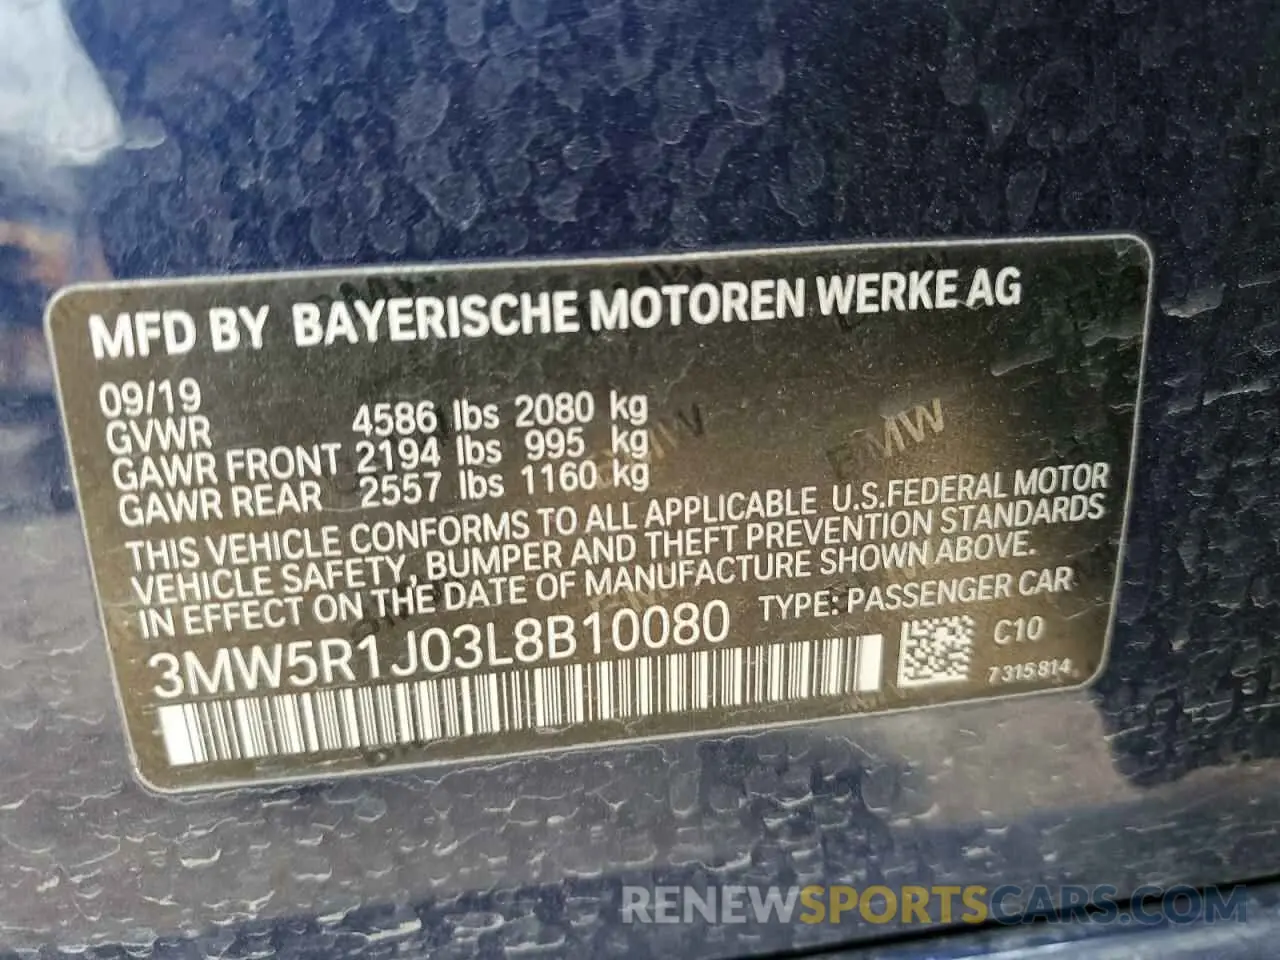 MFD BY BAYERISCHE MOTOREN WERKE AG
09/19
GVWR 4586 lbs 2080 kg
GAWR FRONT 2194 lbs 995 kg
GAWR REAR 2557 lbs 1160 kg
THIS VEHICLE CONFORMS TO ALL APPLICABLE U.S.FEDERAL MOTOR
VEHICLE SAFETY, BUMPER AND THEFT PREVENTION STANDARDS
IN EFFECT ON THE DATE OF MANUFACTURE SHOWN ABOVE.
3MW5R1J03L8B10080 TYPE: PASSENGER CAR
C10
7315814
BMW
BMW
RENEWSPORTSCARS.COM